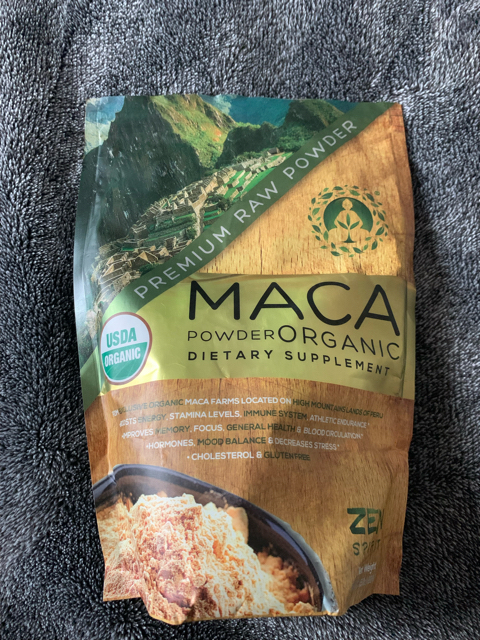 PREMIUM RAW POWDER
MACA
POWDER ORGANIC
DIETARY SUPPLEMENT
USDA
ORGANIC
ORGANIC MACA FARMS LOCATED ON HIGH MOUNTAINS LANDS OF PERU
ENERGY, STAMINA LEVELS, IMMUNE SYSTEM, ATHLETIC ENDURANCE*
•IMPROVES MEMORY, FOCUS, GENERAL HEALTH & BLOOD CIRCULATION*
•HORMONES, MOOD BALANCE & DECREASES STRESS*
• CHOLESTEROL & GLUTEN FREE
ZEN